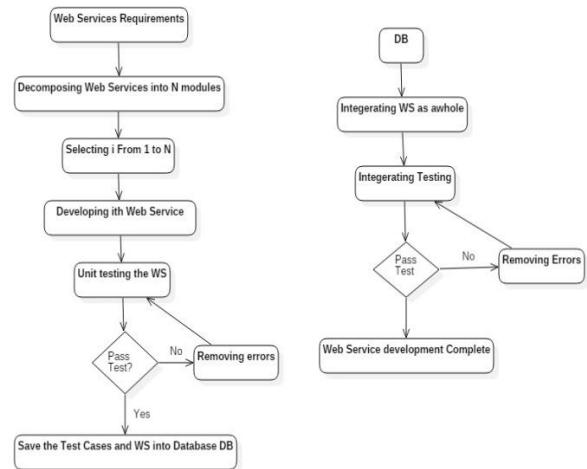 Web Services Requirements
Decomposing Web Services into N modules
Selecting i From 1 to N
Developing ith Web Service
Unit testing the WS
Pass
Test?
No
Removing errors
Yes
Save the Test Cases and WS into Database DB
DB
Integerating WS as awhole
Integerating Testing
Pass
Test
No
Removing Errors
Web Service development Complete